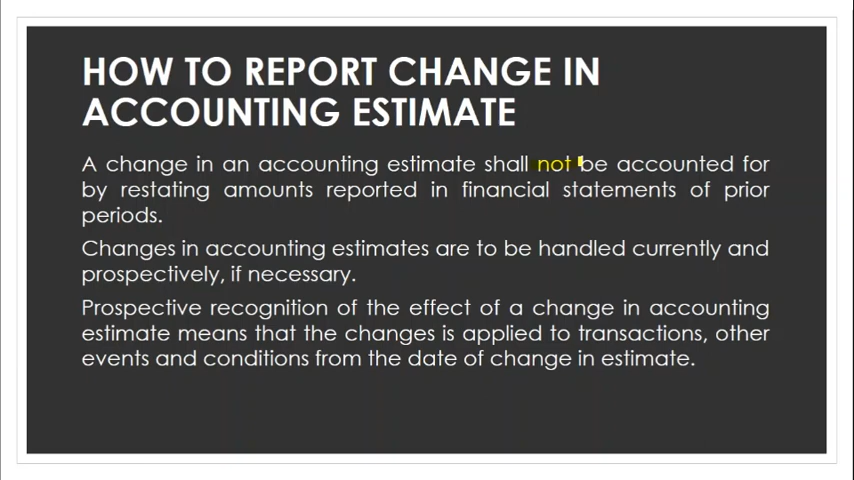 HOW TO REPORT CHANGE IN
ACCOUNTING ESTIMATE
A change in an accounting estimate shall not be accounted for
by restating amounts reported in financial statements of prior
periods.
Changes in accounting estimates are to be handled currently and
prospectively, if necessary.
Prospective recognition of the effect of a change in accounting
estimate means that the changes is applied to transactions, other
events and conditions from the date of change in estimate.